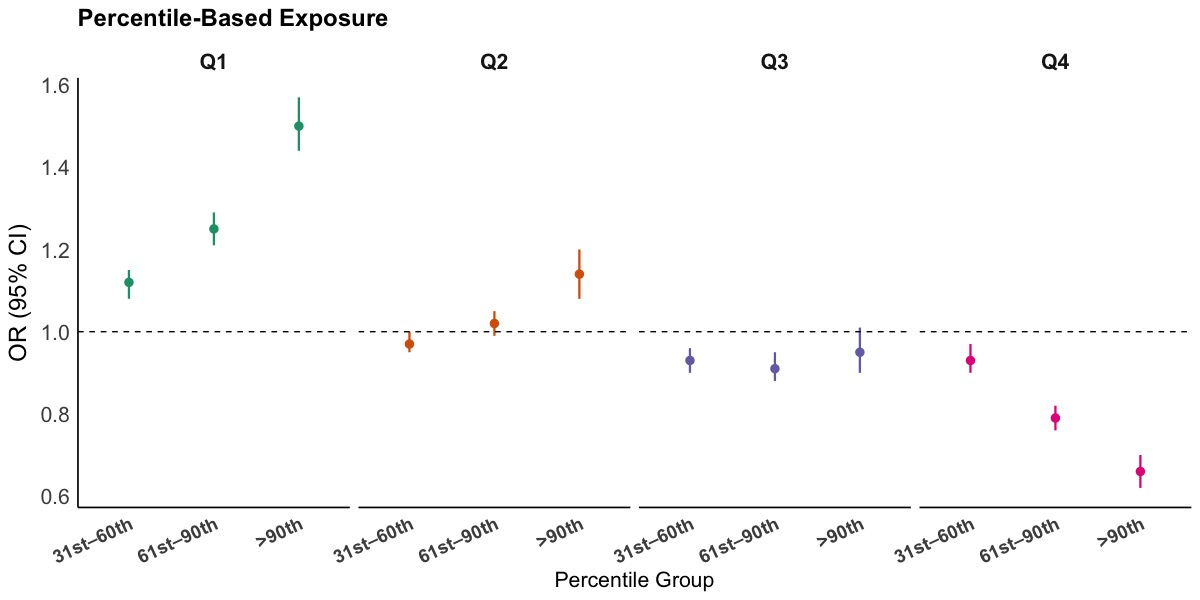 Percentile-Based Exposure
Q1 Q2 Q3 Q4
OR (95% CI)
1.6
1.4
1.2
1.0
0.8
0.6
31st–60th 61st–90th >90th 31st–60th 61st–90th >90th 31st–60th 61st–90th >90th 31st–60th 61st–90th >90th
Percentile Group